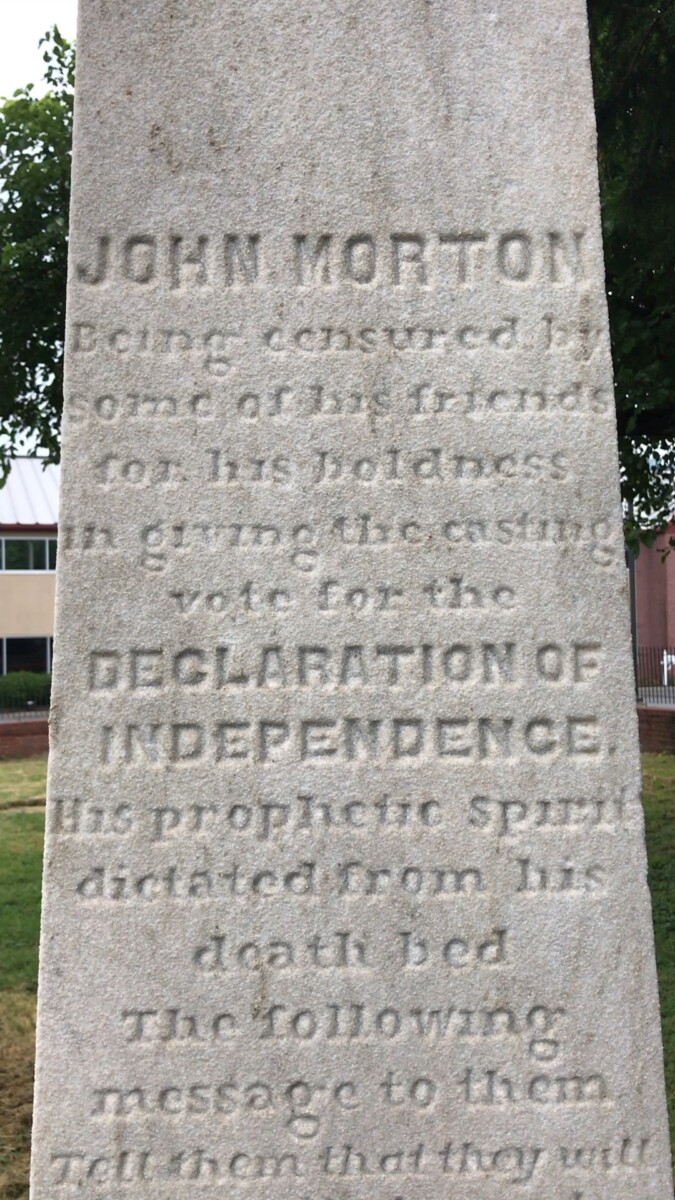 JOHN MORTON
Being censured by
some of his friends
for his boldness
in giving the casting
vote for the
DECLARATION OF
INDEPENDENCE.
His prophetic Spirit
dictated from his
death bed
The following
message to them
Tell them that they will